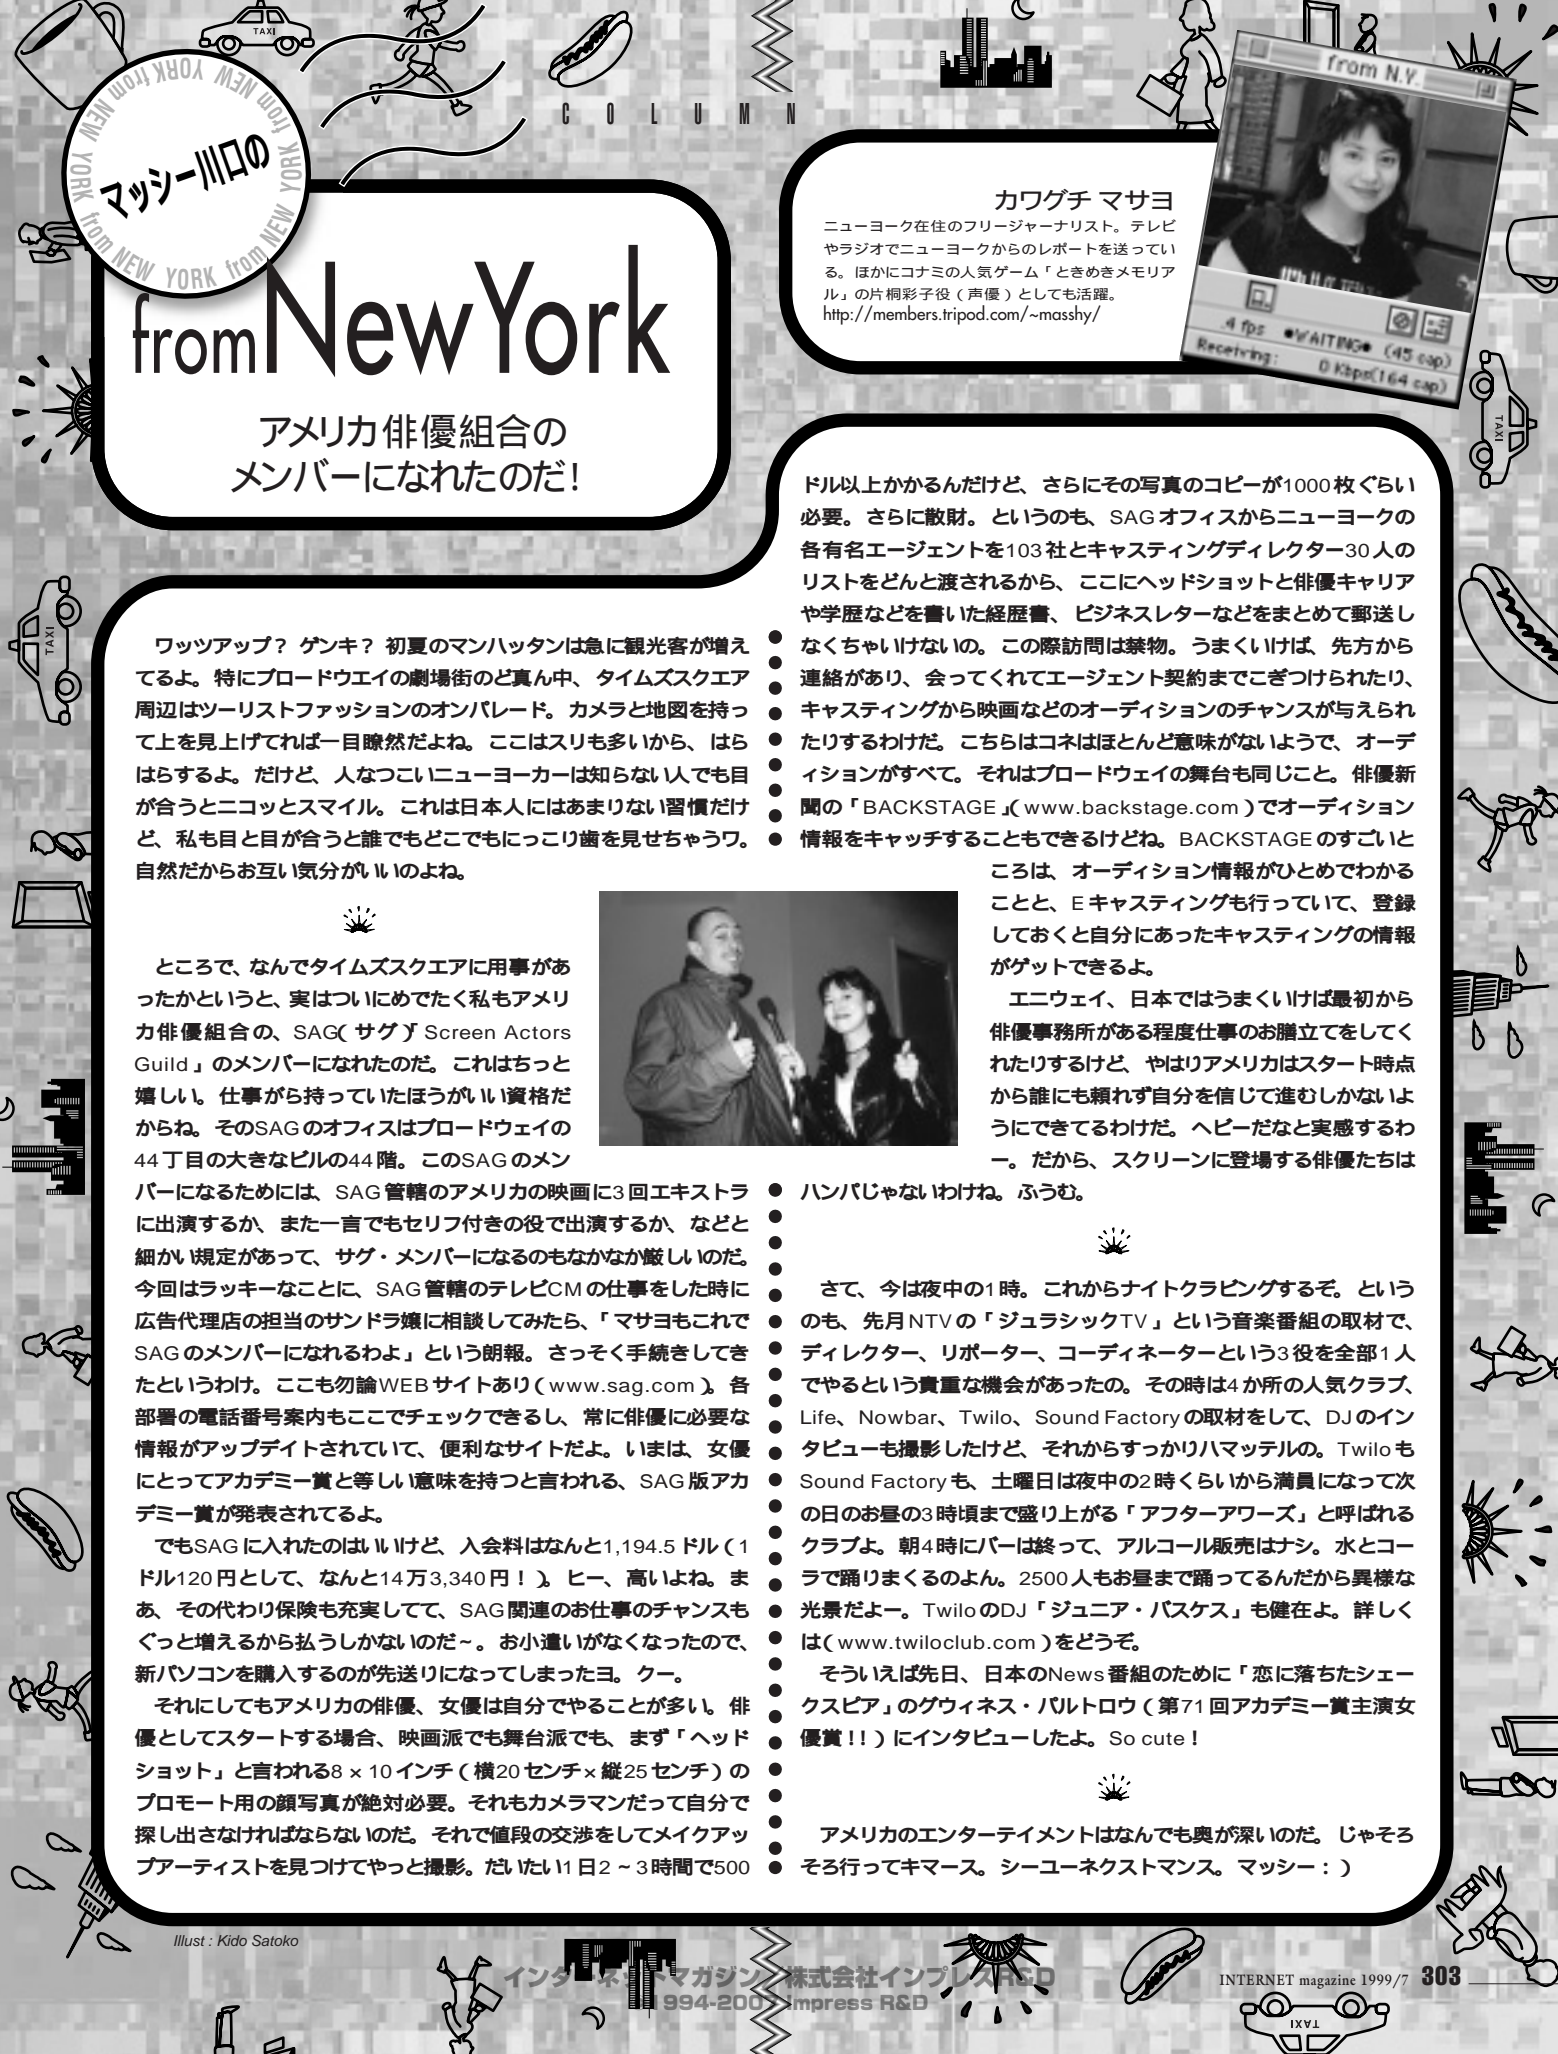 COLUMN
TAXI
from NEW YORK from NEW YORK from NEW YORK from NEW YORK
マッシー川口の
from New York
アメリカ俳優組合の
メンバーになれたのだ!
カワグチ マサヨ
ニューヨーク在住のフリージャーナリスト。テレビ
やラジオでニューヨークからのレポートを送ってい
る。ほかにコナミの人気ゲーム「ときめきメモリア
ル」の片桐彩子役(声優)としても活躍。
http://members.tripod.com/~masshy/
from N.Y.
.4 fps ●WAITING● (45 cap)
Receiving: 0 Kbps(164 cap)
ワッツアップ? ゲンキ? 初夏のマンハッタンは急に観光客が増え
てるよ。特にブロードウエイの劇場街のど真ん中、タイムズスクエア
周辺はツーリストファッションのオンパレード。カメラと地図を持っ
て上を見上げてれば一目瞭然だよね。ここはスリも多いから、はら
はらするよ。だけど、人なつこいニューヨーカーは知らない人でも目
が合うとニコッとスマイル。これは日本人にはあまりない習慣だけ
ど、私も目と目が合うと誰でもどこでもにっこり歯を見せちゃうワ。
自然だからお互い気分がいいのよね。
ところで、なんでタイムズスクエアに用事があ
ったかというと、実はついにめでたく私もアメリ
カ俳優組合の、SAG(サグ)「Screen Actors
Guild」のメンバーになれたのだ。これはちっと
嬉しい。仕事がら持っていたほうがいい資格だ
からね。そのSAGのオフィスはブロードウェイの
44丁目の大きなビルの44階。このSAGのメン
バーになるためには、SAG管轄のアメリカの映画に3回エキストラ
に出演するか、また一言でもセリフ付きの役で出演するか、などと
細かい規定があって、サグ・メンバーになるのもなかなか厳しいのだ。
今回はラッキーなことに、SAG管轄のテレビCMの仕事をした時に
広告代理店の担当のサンドラ嬢に相談してみたら、「マサヨもこれで
SAGのメンバーになれるわよ」という朗報。さっそく手続きしてき
たというわけ。ここも勿論WEBサイトあり(www.sag.com)。各
部署の電話番号案内もここでチェックできるし、常に俳優に必要な
情報がアップデイトされていて、便利なサイトだよ。いまは、女優
にとってアカデミー賞と等しい意味を持つと言われる、SAG版アカ
デミー賞が発表されてるよ。
でもSAGに入れたのはいいけど、入会料はなんと1,194.5ドル(1
ドル120円として、なんと14万3,340円!)。ヒー、高いよね。ま
あ、その代わり保険も充実してて、SAG関連のお仕事のチャンスも
ぐっと増えるから払うしかないのだ~。お小遣いがなくなったので、
新パソコンを購入するのが先送りになってしまったヨ。クー。
それにしてもアメリカの俳優、女優は自分でやることが多い。俳
優としてスタートする場合、映画派でも舞台派でも、まず「ヘッド
ショット」と言われる8×10インチ(横20センチ×縦25センチ)の
プロモート用の顔写真が絶対必要。それもカメラマンだって自分で
探し出さなければならないのだ。それで値段の交渉をしてメイクアッ
プアーティストを見つけてやっと撮影。だいたい1日2~3時間で500
ドル以上かかるんだけど、さらにその写真のコピーが1000枚ぐらい
必要。さらに散財。というのも、SAGオフィスからニューヨークの
各有名エージェントを103社とキャスティングディレクター30人の
リストをどんと渡されるから、ここにヘッドショットと俳優キャリア
や学歴などを書いた経歴書、ビジネスレターなどをまとめて郵送し
なくちゃいけないの。この際訪問は禁物。うまくいけば、先方から
連絡があり、会ってくれてエージェント契約までこぎつけられたり、
キャスティングから映画などのオーディションのチャンスが与えられ
たりするわけだ。こちらはコネはほとんど意味がないようで、オーデ
ィションがすべて。それはブロードウェイの舞台も同じこと。俳優新
聞の「BACKSTAGE」(www.backstage.com)でオーディション
情報をキャッチすることもできるけどね。BACKSTAGEのすごいと
ころは、オーディション情報がひとめでわかる
ことと、Eキャスティングも行っていて、登録
しておくと自分にあったキャスティングの情報
がゲットできるよ。
エニウェイ、日本ではうまくいけば最初から
俳優事務所がある程度仕事のお膳立てをしてく
れたりするけど、やはりアメリカはスタート時点
から誰にも頼れず自分を信じて進むしかないよ
うにできてるわけだ。ヘビーだなと実感するわ
ー。だから、スクリーンに登場する俳優たちは
ハンパじゃないわけね。ふうむ。
さて、今は夜中の1時。これからナイトクラビングするぞ。という
のも、先月NTVの「ジュラシックTV」という音楽番組の取材で、
ディレクター、リポーター、コーディネーターという3役を全部1人
でやるという貴重な機会があったの。その時は4か所の人気クラブ、
Life、Nowbar、Twilo、Sound Factoryの取材をして、DJのイン
タビューも撮影したけど、それからすっかりハマッテルの。Twiloも
Sound Factoryも、土曜日は夜中の2時くらいから満員になって次
の日のお昼の3時頃まで盛り上がる「アフターアワーズ」と呼ばれる
クラブよ。朝4時にバーは終って、アルコール販売はナシ。水とコー
ラで踊りまくるのよん。2500人もお昼まで踊ってるんだから異様な
光景だよー。TwiloのDJ「ジュニア・バスケス」も健在よ。詳しく
は(www.twiloclub.com)をどうぞ。
そういえば先日、日本のNews番組のために「恋に落ちたシェー
クスピア」のグウィネス・パルトロウ(第71回アカデミー賞主演女
優賞!!)にインタビューしたよ。So cute!
アメリカのエンターテイメントはなんでも奥が深いのだ。じゃそろ
そろ行ってキマース。シーユーネクストマンス。マッシー:)
TAXI
TAXI
Illust : Kido Satoko
INTERNET magazine 1999/7 303
TAXI